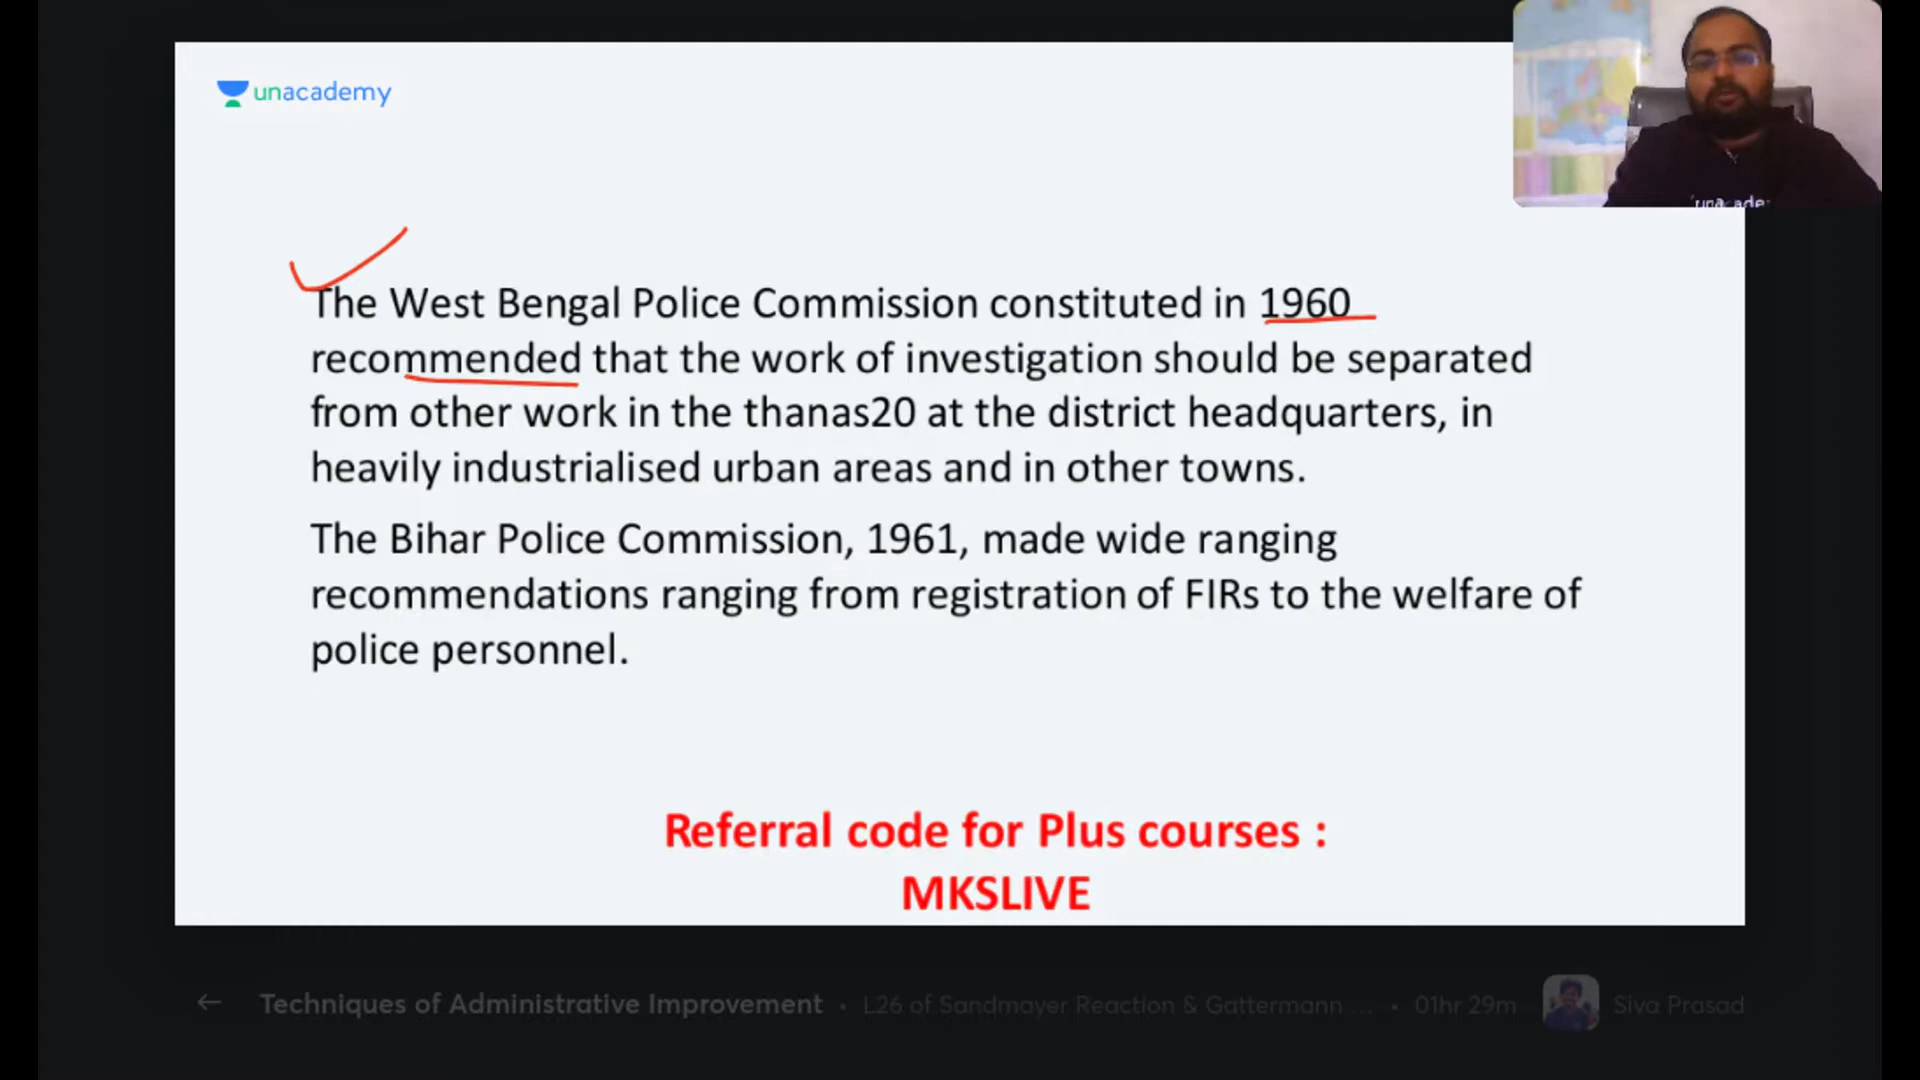 unacademy
The West Bengal Police Commission constituted in 1960
recommended that the work of investigation should be separated
from other work in the thanas20 at the district headquarters, in
heavily industrialised urban areas and in other towns.
The Bihar Police Commission, 1961, made wide ranging
recommendations ranging from registration of FIRs to the welfare of
police personnel.
Referral code for Plus courses :
MKSLIVE
Techniques of Administrative Improvement • L26 of Sandmayer Reaction & Gattermann ... • 01hr 29m Siva Prasad